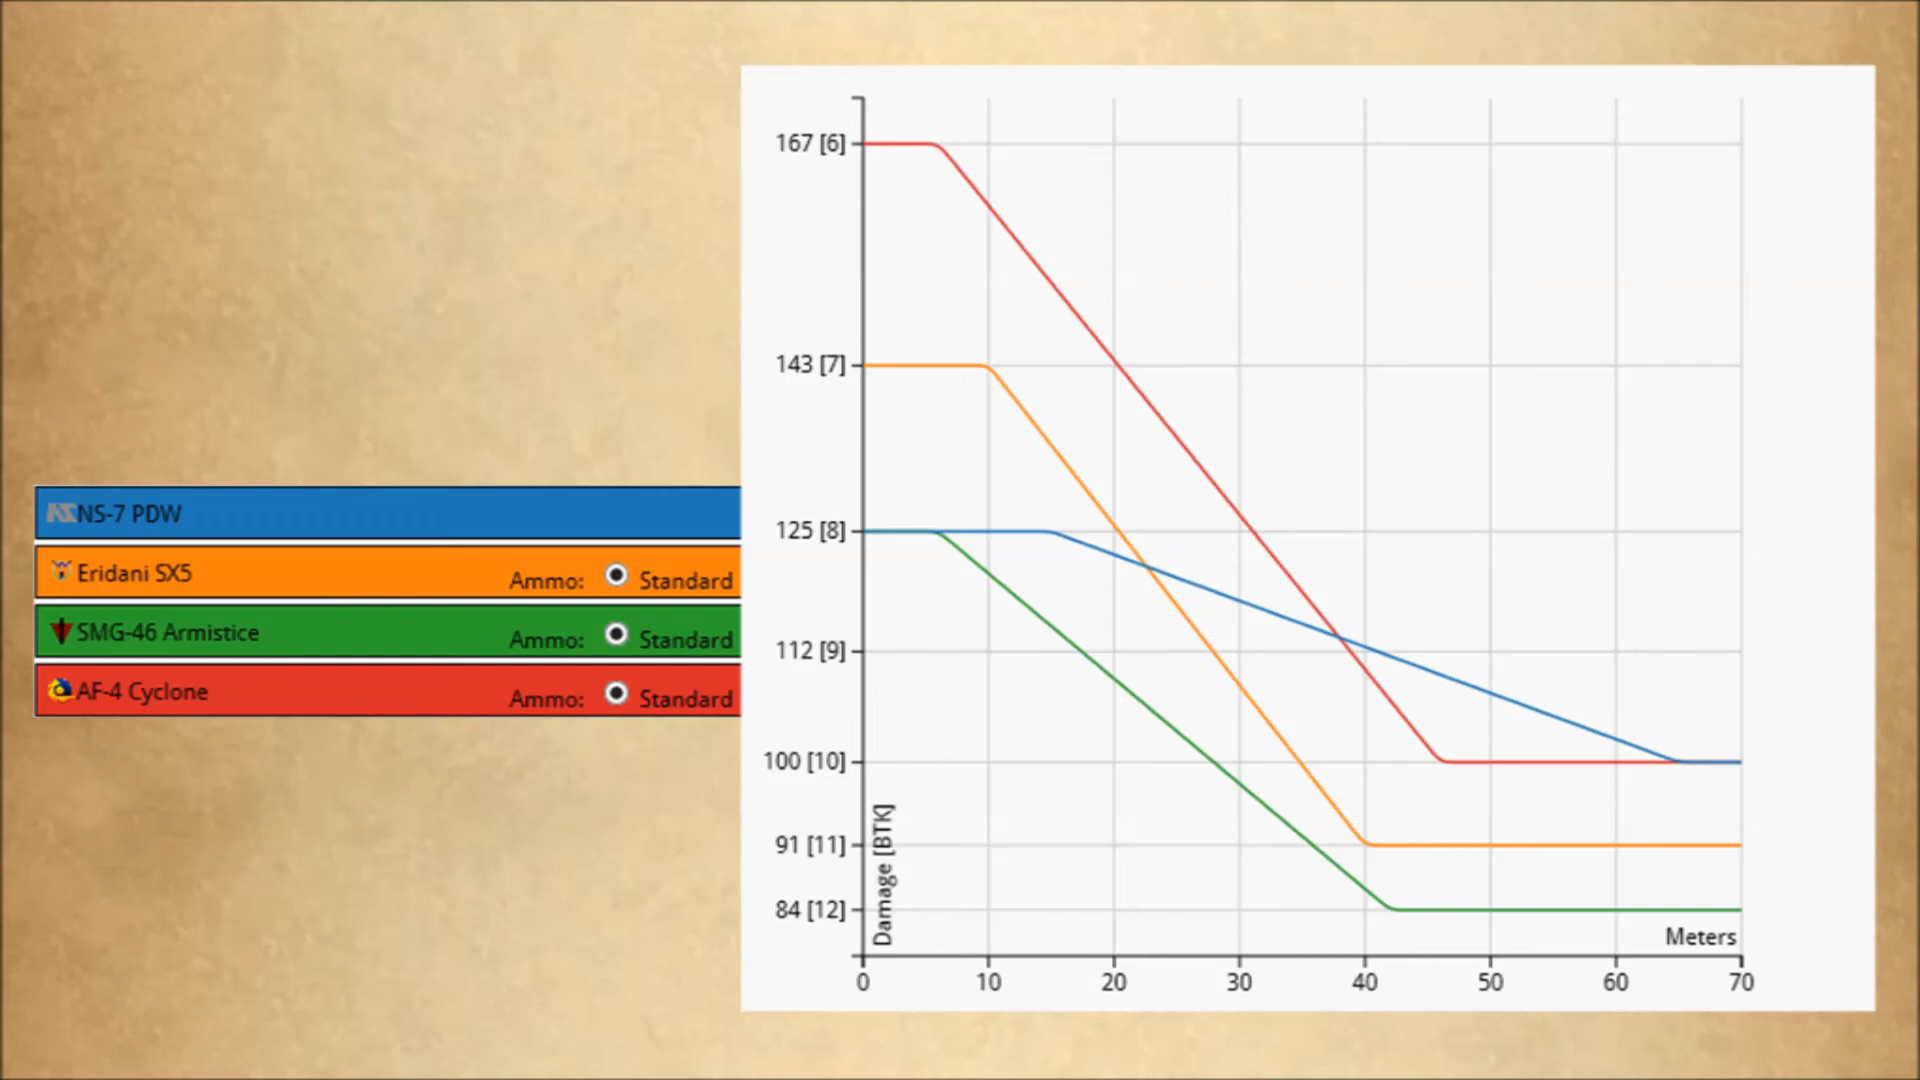 NS-7 PDW
Eridani SX5 Ammo: Standard
SMG-46 Armistice Ammo: Standard
AF-4 Cyclone Ammo: Standard
167 [6]
143 [7]
125 [8]
112 [9]
100 [10]
91 [11]
84 [12]
Damage [BTK]
Meters
0 10 20 30 40 50 60 70